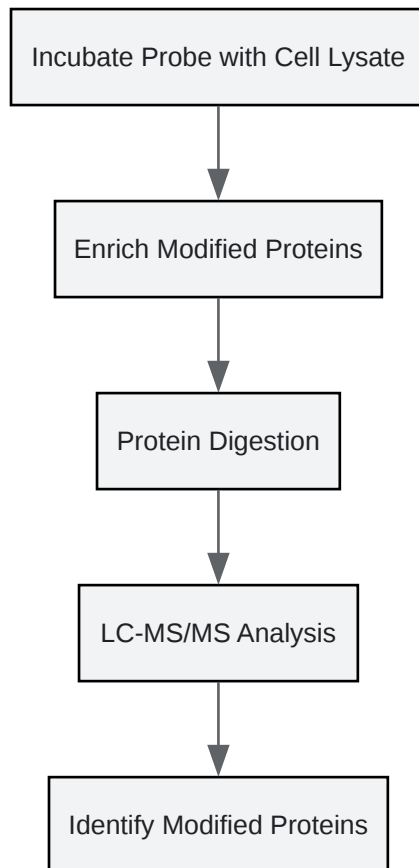 Incubate Probe with Cell Lysate
Enrich Modified Proteins
Protein Digestion
LC-MS/MS Analysis
Identify Modified Proteins